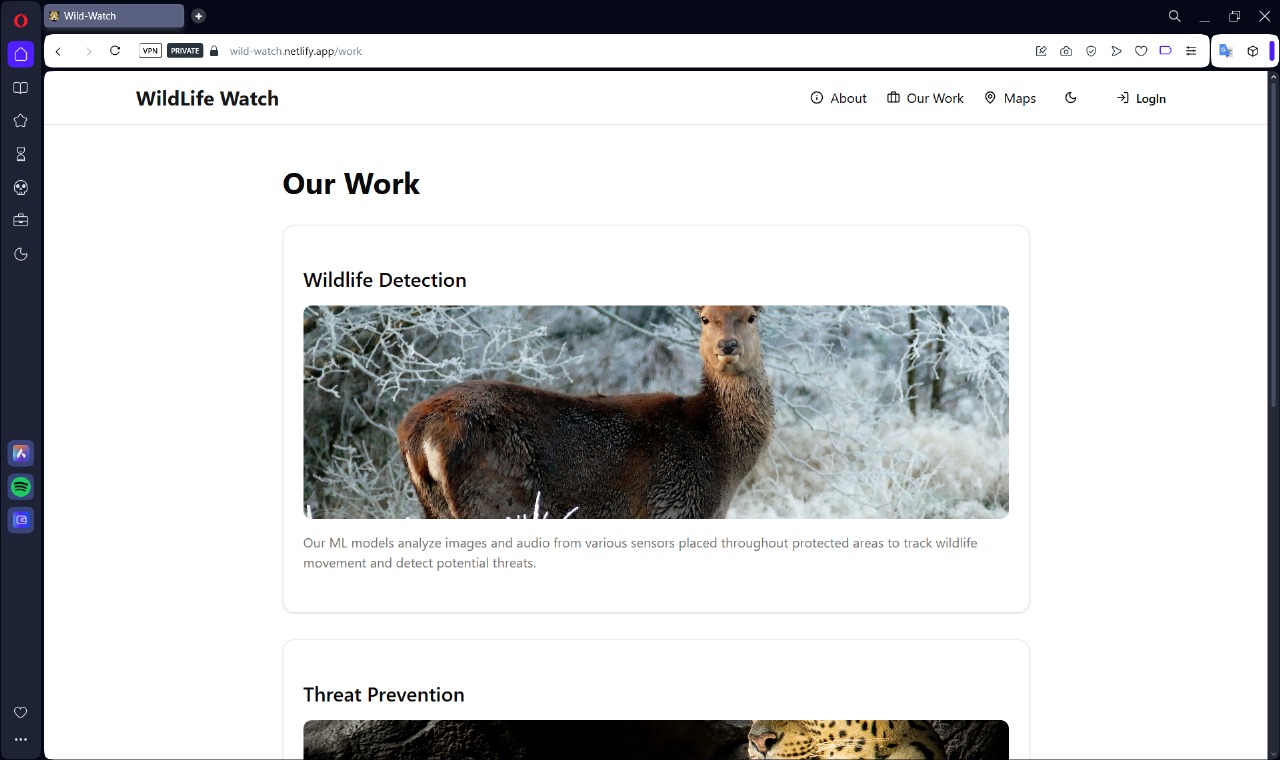 Wild-Watch
VPN PRIVATE wild-watch.netlify.app/work
WildLife Watch
About Our Work Maps LogIn
Our Work
Wildlife Detection
Our ML models analyze images and audio from various sensors placed throughout protected areas to track wildlife
movement and detect potential threats.
Threat Prevention